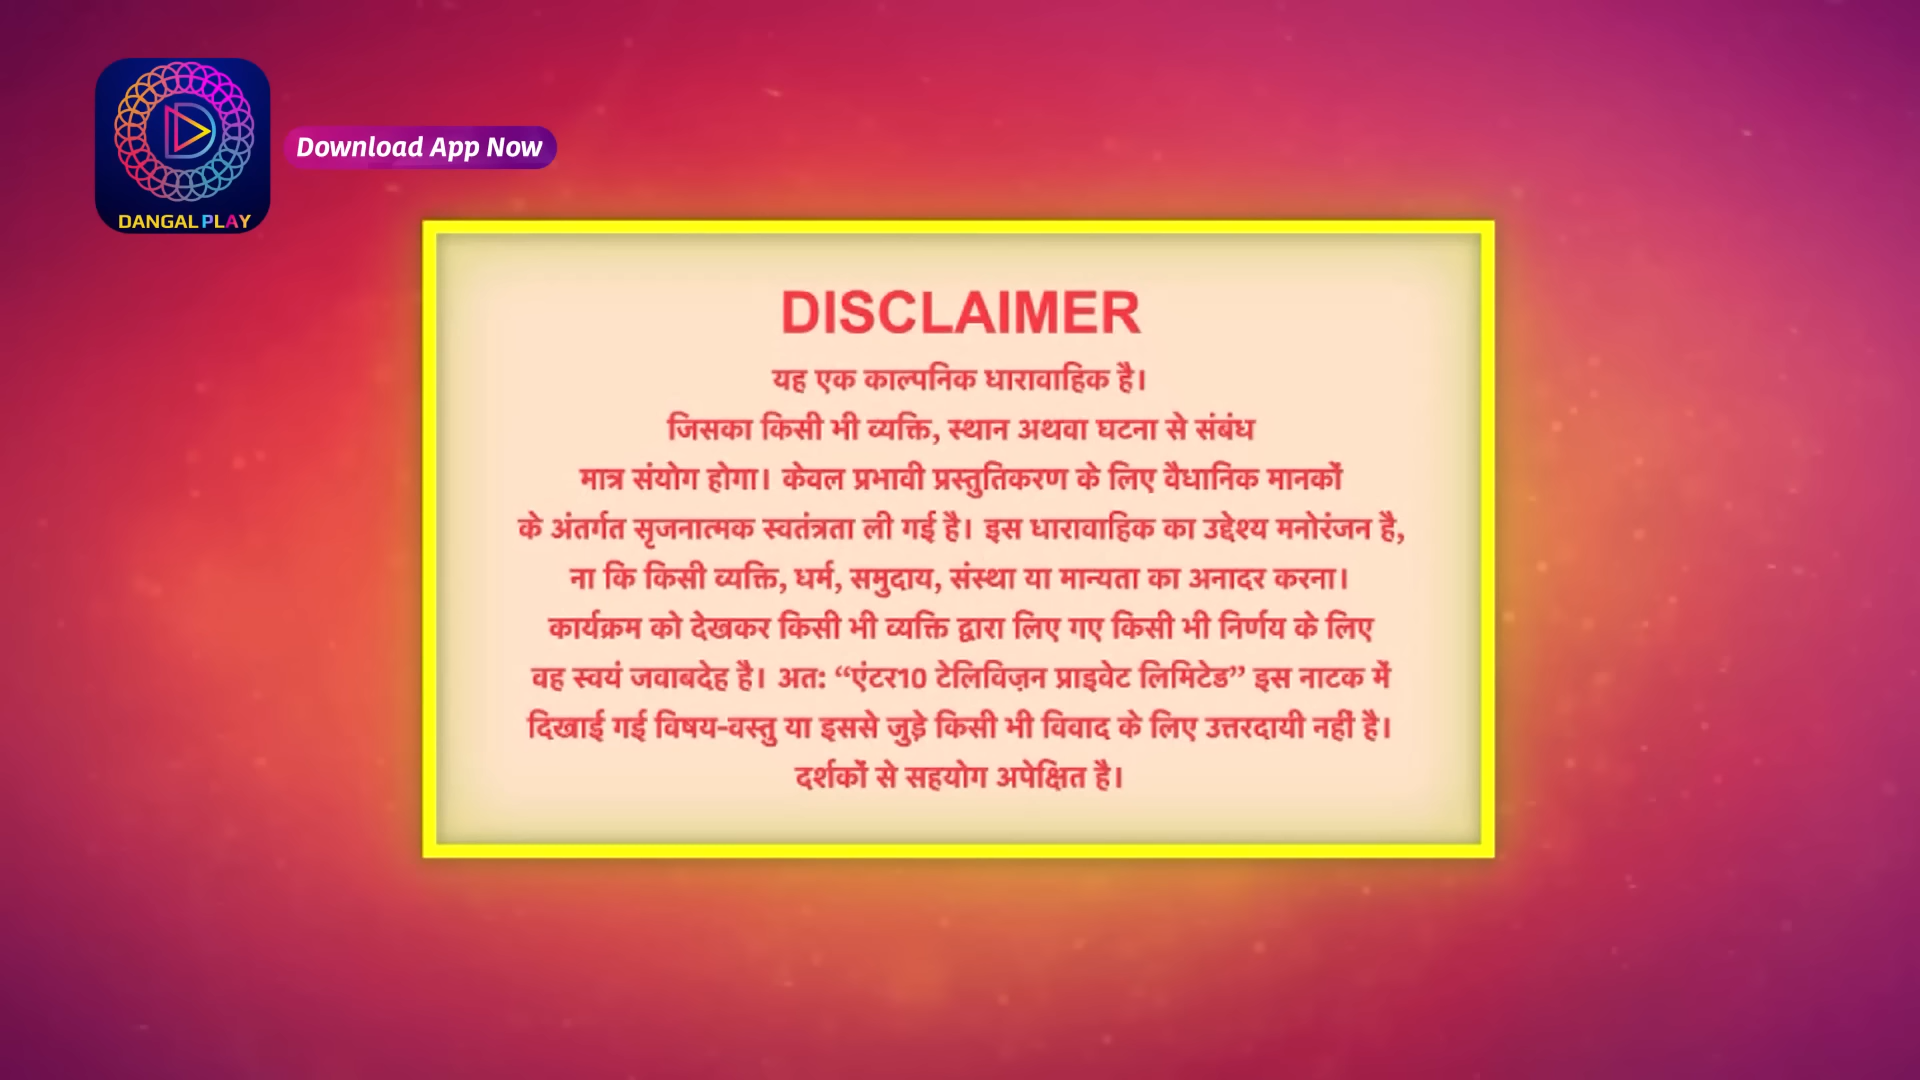 DANGAL PLAY
Download App Now
DISCLAIMER
यह एक काल्पनिक धारावाहिक है।
जिसका किसी भी व्यक्ति, स्थान अथवा घटना से संबंध
मात्र संयोग होगा। केवल प्रभावी प्रस्तुतिकरण के लिए वैधानिक मानकों
के अंतर्गत सृजनात्मक स्वतंत्रता ली गई है। इस धारावाहिक का उद्देश्य मनोरंजन है,
ना कि किसी व्यक्ति, धर्म, समुदाय, संस्था या मान्यता का अनादर करना।
कार्यक्रम को देखकर किसी भी व्यक्ति द्वारा लिए गए किसी भी निर्णय के लिए
वह स्वयं जवाबदेह है। अत: “एंटर10 टेलिविज़न प्राइवेट लिमिटेड” इस नाटक में
दिखाई गई विषय-वस्तु या इससे जुड़े किसी भी विवाद के लिए उत्तरदायी नहीं है।
दर्शकों से सहयोग अपेक्षित है।